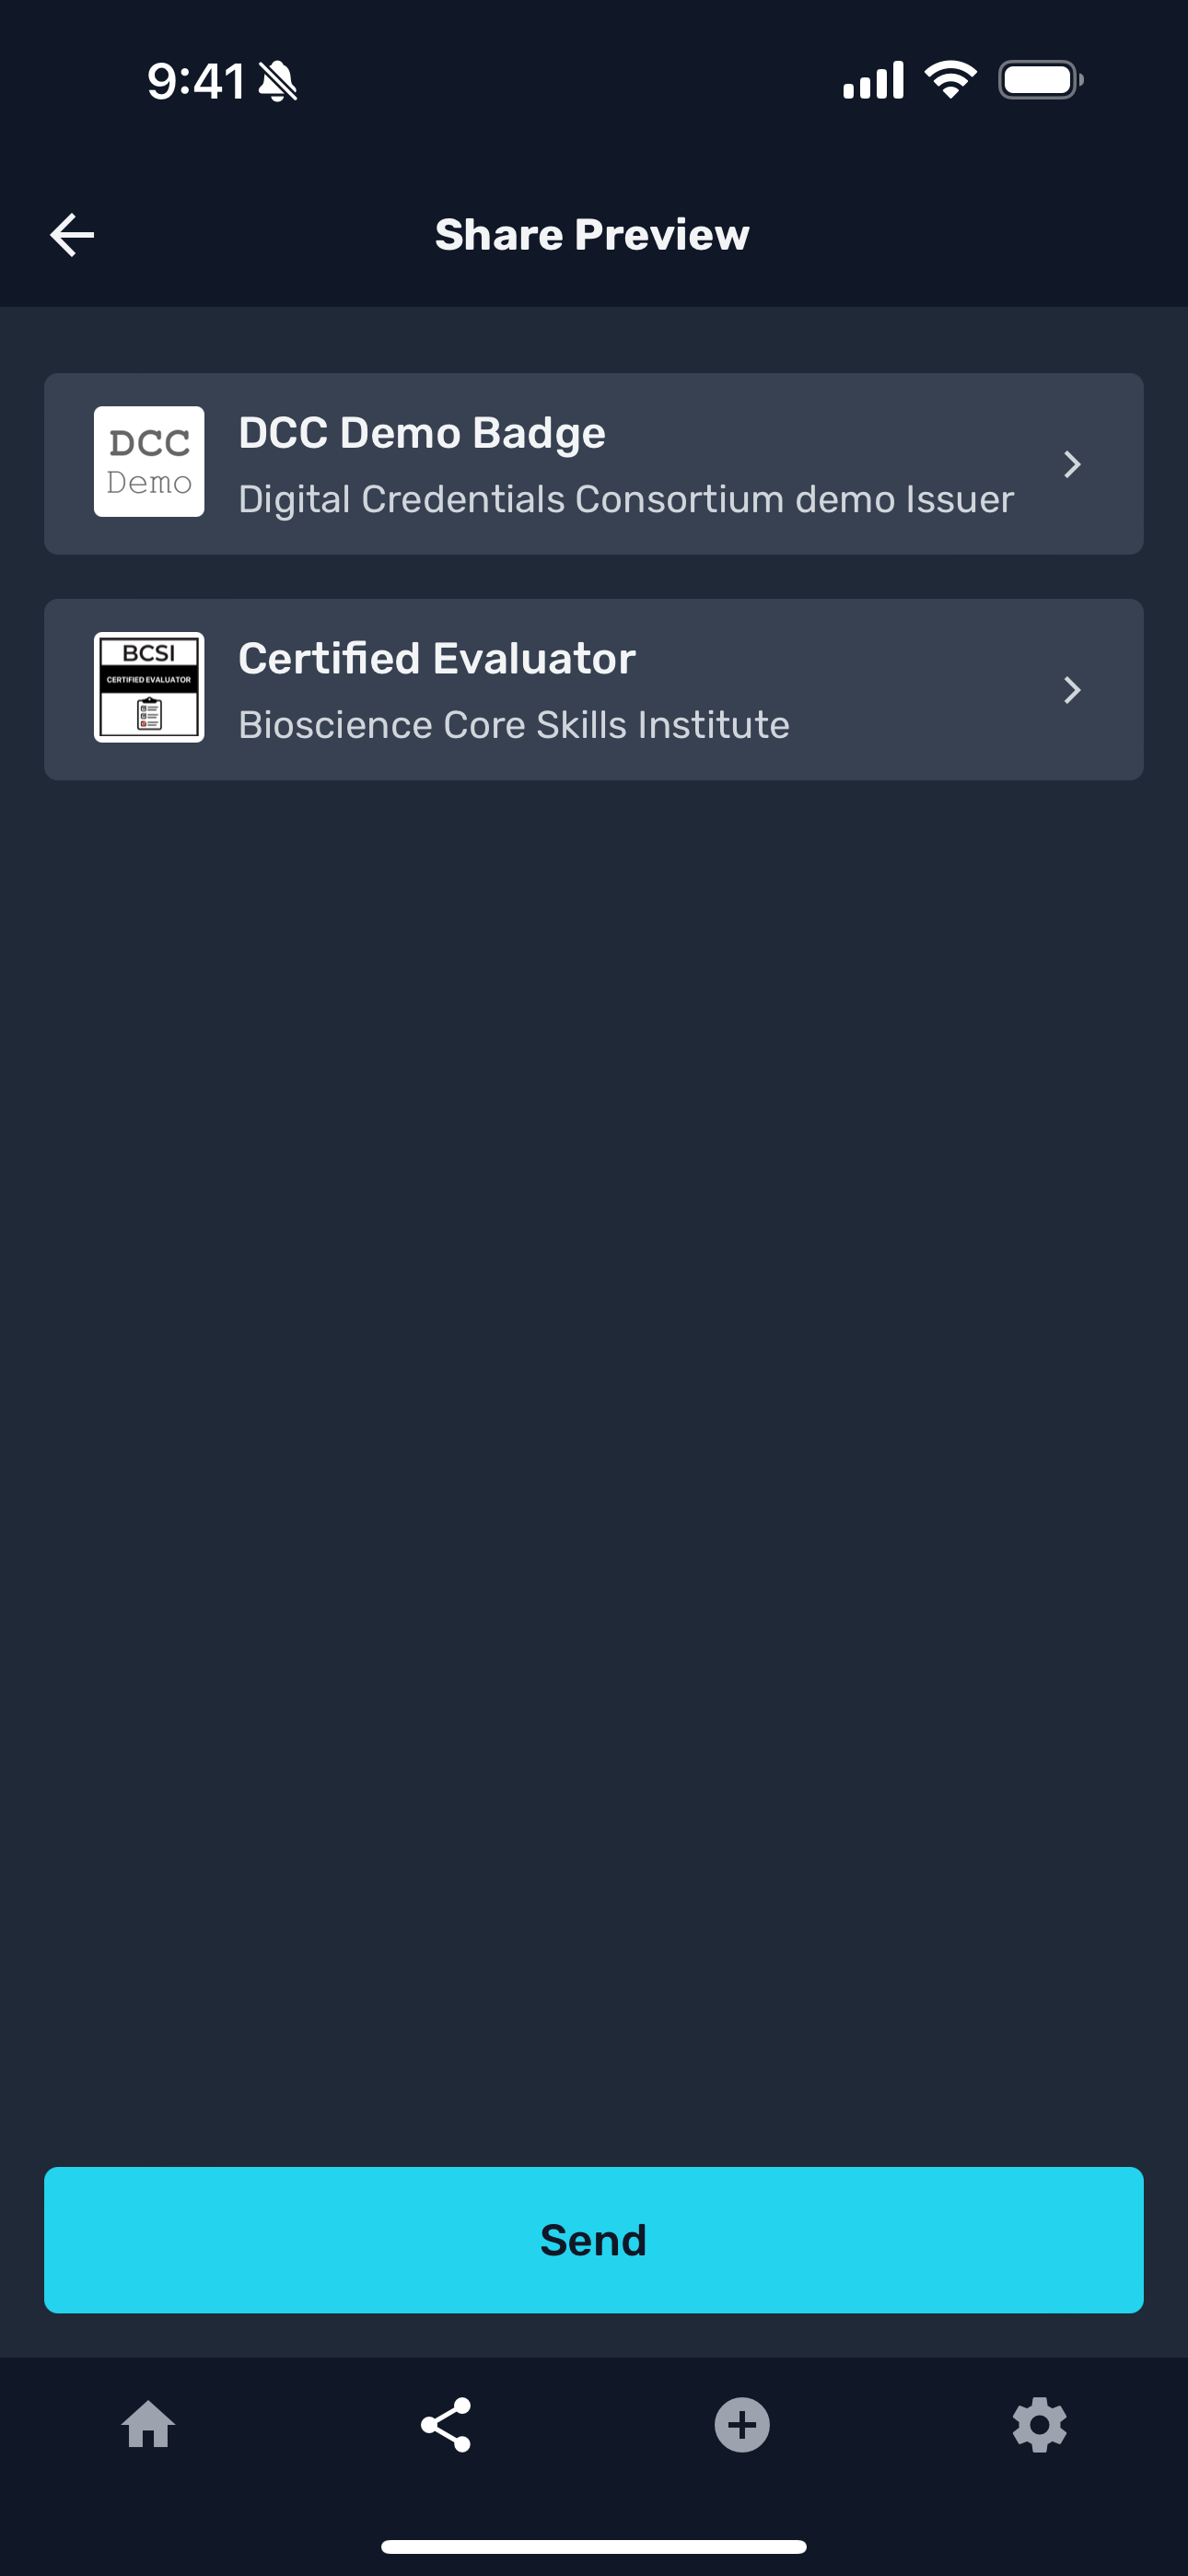 9:41
Share Preview
DCC
Demo
DCC Demo Badge
Digital Credentials Consortium demo Issuer
BCSI
CERTIFIED EVALUATOR
Certified Evaluator
Bioscience Core Skills Institute
Send